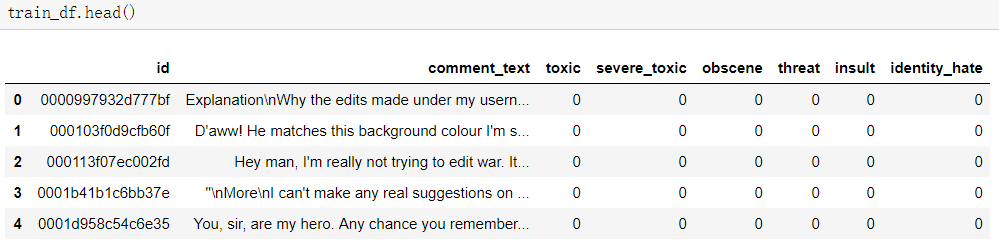 train_df.head()
id comment_text toxic severe_toxic obscene threat insult identity_hate
0 0000997932d777bf Explanation\nWhy the edits made under my usern... 0 0 0 0 0 0
1 000103f0d9cfb60f D'aww! He matches this background colour I'm s... 0 0 0 0 0 0
2 000113f07ec002fd Hey man, I'm really not trying to edit war. It... 0 0 0 0 0 0
3 0001b41b1c6bb37e "\nMore\nI can't make any real suggestions on ... 0 0 0 0 0 0
4 0001d958c54c6e35 You, sir, are my hero. Any chance you remember... 0 0 0 0 0 0